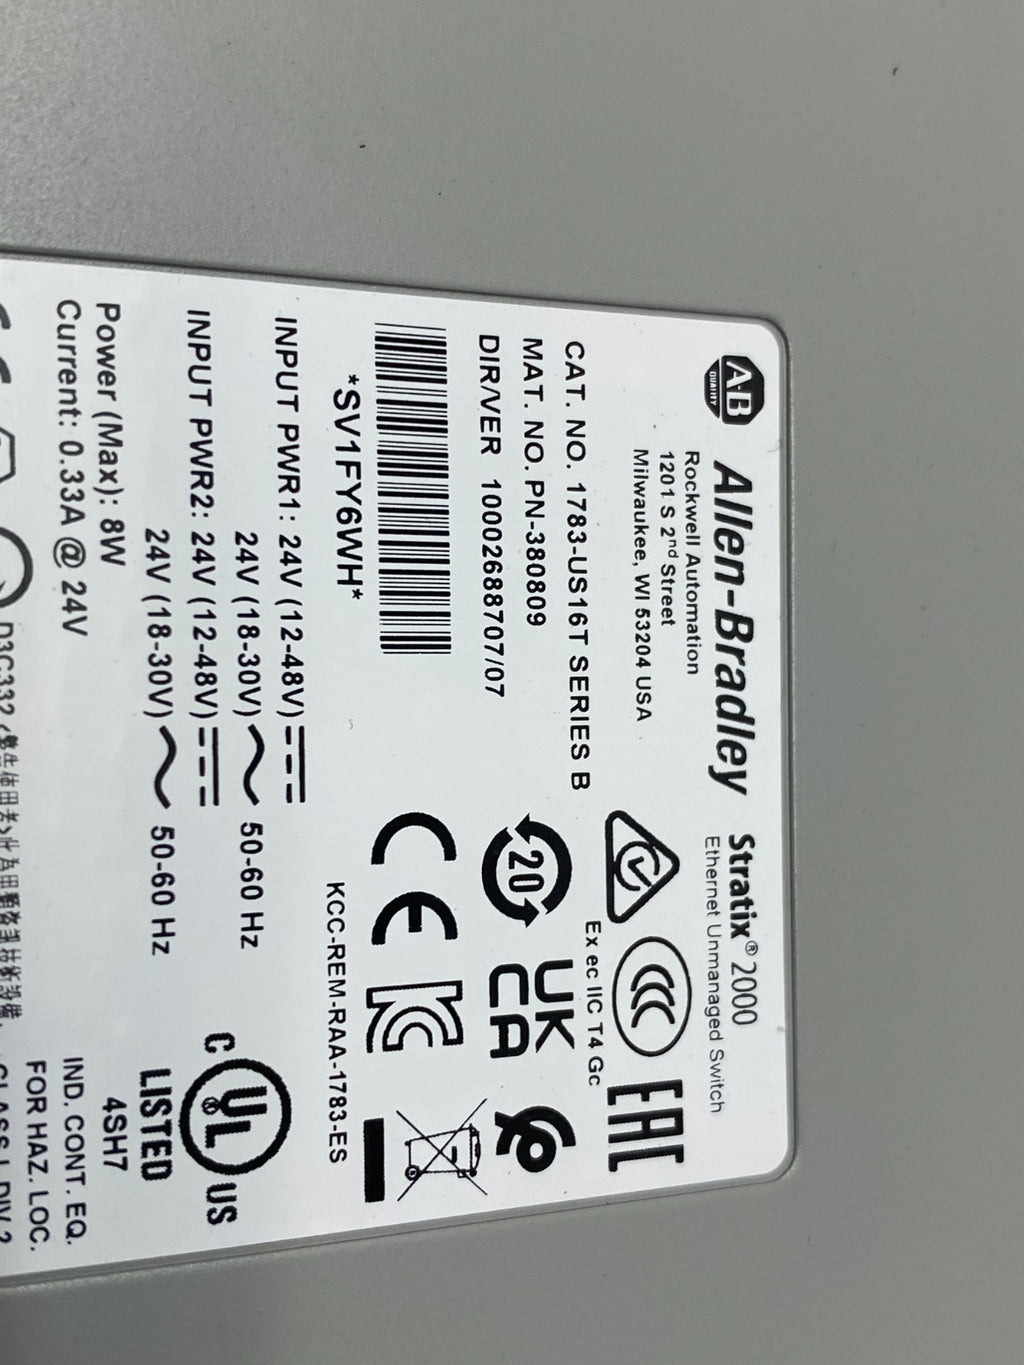 A-B
QUALITY
Allen-Bradley
Stratix® 2000
Ethernet Unmanaged Switch
Rockwell Automation
1201 S 2nd Street
Milwaukee, WI 53204 USA
CAT. NO. 1783-US16T SERIES B
MAT. NO. PN-380809
DIR/VER 10002688707/07
*SV1FY6WH*
INPUT PWR1: 24V (12-48V)
24V (18-30V) 50-60 Hz
INPUT PWR2: 24V (12-48V)
24V (18-30V) 50-60 Hz
Power (Max): 8W
Current: 0.33A @ 24V
EAC
Ex ec IIC T4 Gc
20
UK
CA
CE
KCC-REM-RAA-1783-ES
C UL US
®
LISTED
4SH7
IND. CONT. EQ.
FOR HAZ. LOC.
D3C332